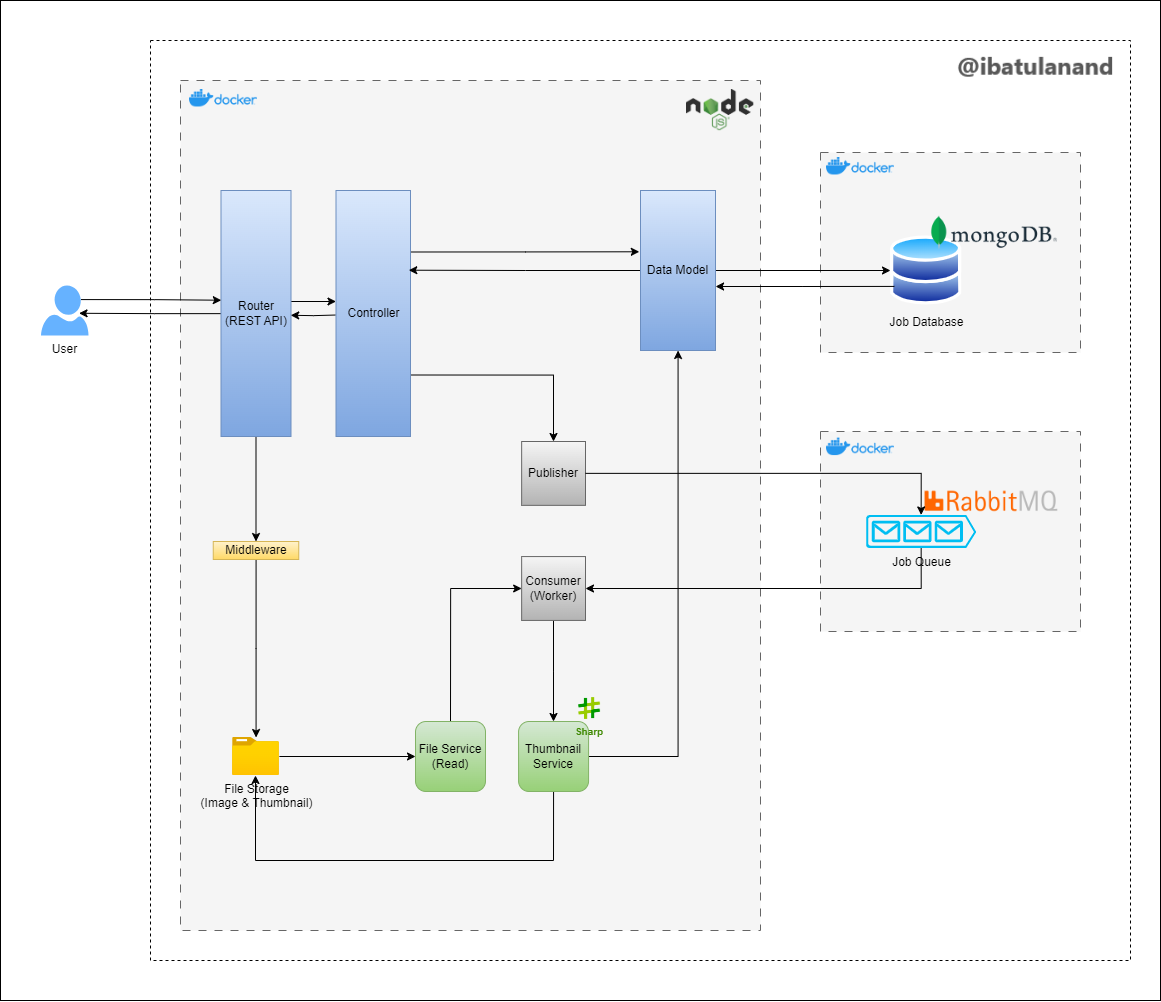 @ibatulanand
docker
node
JS
docker
mongoDB.
Job Database
Router
(REST API)
Controller
Data Model
User
Publisher
docker
RabbitMQ
Job Queue
Middleware
Consumer
(Worker)
Sharp
File Service
(Read)
Thumbnail
Service
File Storage
(Image & Thumbnail)